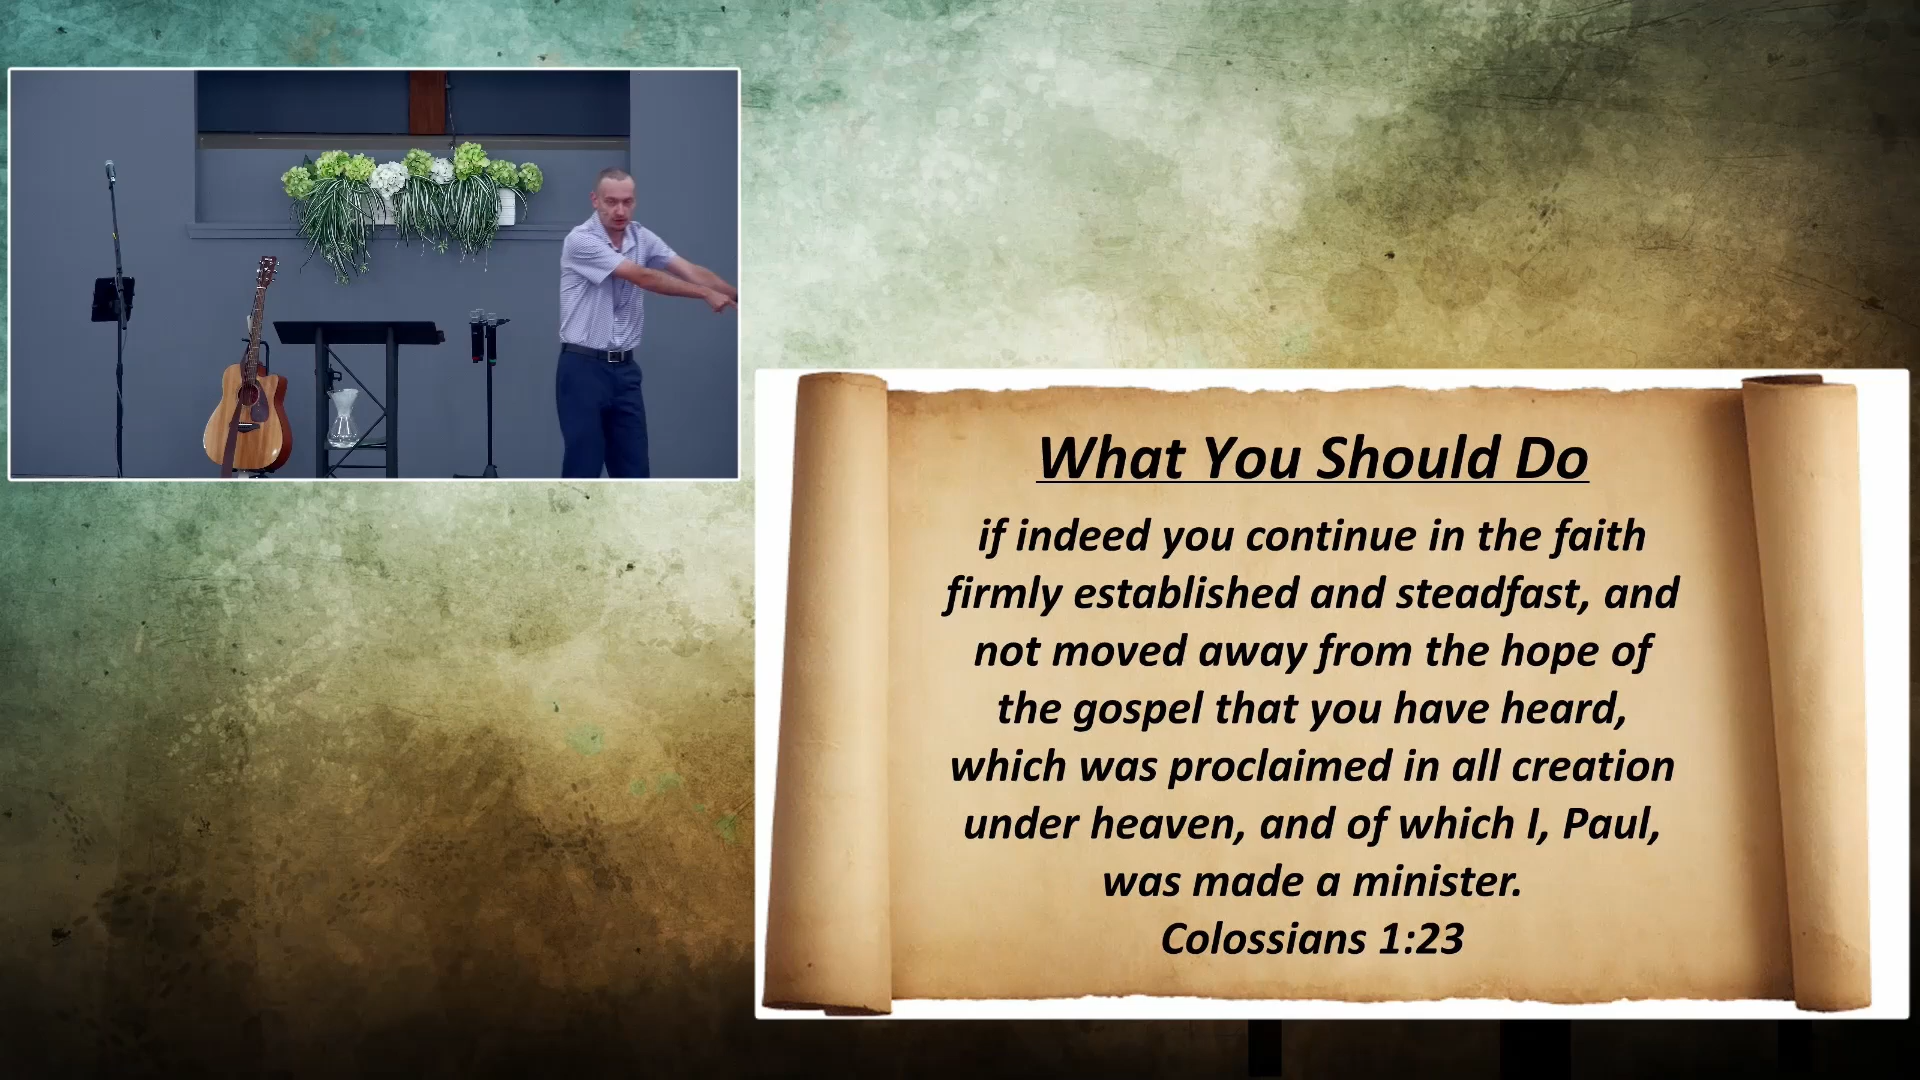 What You Should Do
if indeed you continue in the faith
firmly established and steadfast, and
not moved away from the hope of
the gospel that you have heard,
which was proclaimed in all creation
under heaven, and of which I, Paul,
was made a minister.
Colossians 1:23